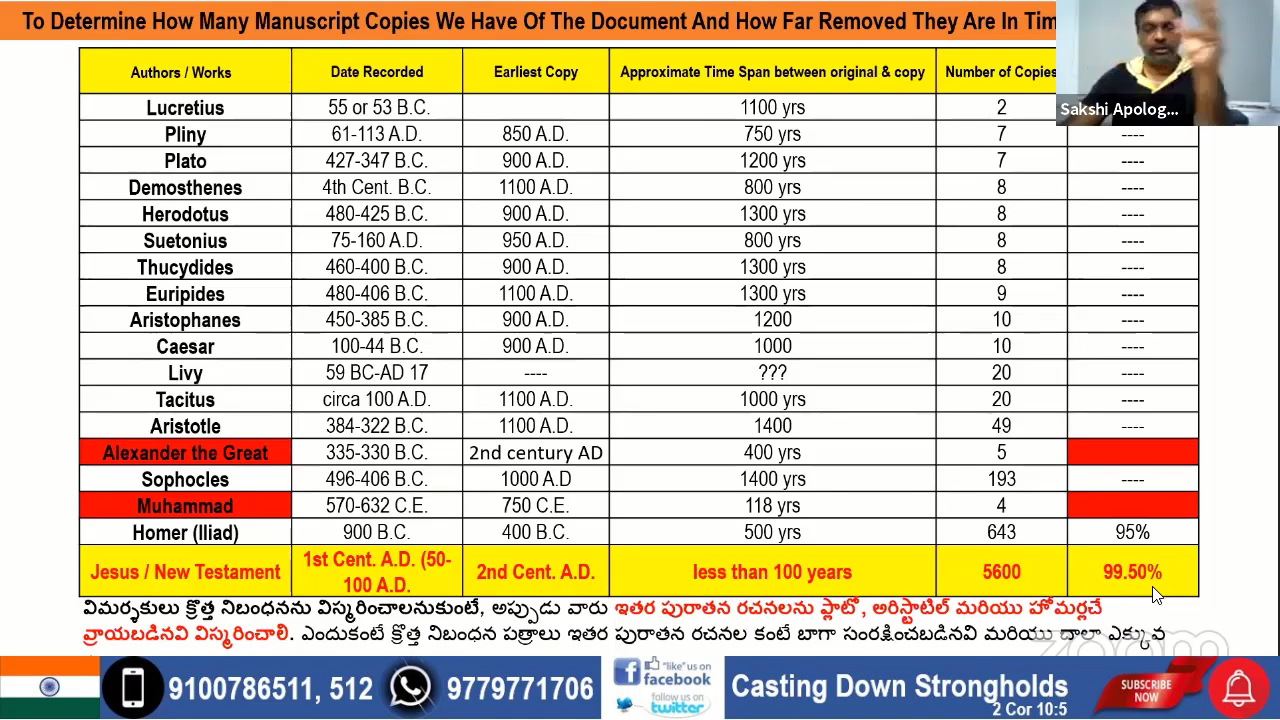 To Determine How Many Manuscript Copies We Have Of The Document And How Far Removed They Are In Tim
Authors / Works Date Recorded Earliest Copy Approximate Time Span between original & copy Number of Copies
Sakshi Apolog...
Lucretius 55 or 53 B.C. 1100 yrs 2
Pliny 61-113 A.D. 850 A.D. 750 yrs 7 ----
Plato 427-347 B.C. 900 A.D. 1200 yrs 7 ----
Demosthenes 4th Cent. B.C. 1100 A.D. 800 yrs 8 ----
Herodotus 480-425 B.C. 900 A.D. 1300 yrs 8 ----
Suetonius 75-160 A.D. 950 A.D. 800 yrs 8 ----
Thucydides 460-400 B.C. 900 A.D. 1300 yrs 8 ----
Euripides 480-406 B.C. 1100 A.D. 1300 yrs 9 ----
Aristophanes 450-385 B.C. 900 A.D. 1200 10 ----
Caesar 100-44 B.C. 900 A.D. 1000 10 ----
Livy 59 BC-AD 17 ---- ??? 20 ----
Tacitus circa 100 A.D. 1100 A.D. 1000 yrs 20 ----
Aristotle 384-322 B.C. 1100 A.D. 1400 49 ----
Alexander the Great 335-330 B.C. 2nd century AD 400 yrs 5
Sophocles 496-406 B.C. 1000 A.D 1400 yrs 193 ----
Muhammad 570-632 C.E. 750 C.E. 118 yrs 4
Homer (Iliad) 900 B.C. 400 B.C. 500 yrs 643 95%
Jesus / New Testament 1st Cent. A.D. (50-
100 A.D. 2nd Cent. A.D. less than 100 years 5600 99.50%
విమర్శకులు క్రొత్త నిబంధనను విస్మరించాలనుకుంటే, అప్పుడు వారు ఇతర పురాతన రచనలను ప్లాటో, అరిస్టాటిల్ మరియు హోమర్లచే
వ్రాయబడినవి విస్మరించాలి. ఎందుకంటే క్రొత్త నిబంధన పత్రాలు ఇతర పురాతన రచనల కంటే బాగా సంరక్షించబడినవి మరియు చాలా ఎక్కువ
zoom
9100786511, 512
9779771706
"like" us on
facebook
follow us on
twitter
Casting Down Strongholds
2 Cor 10:5
SUBSCRIBE
NOW